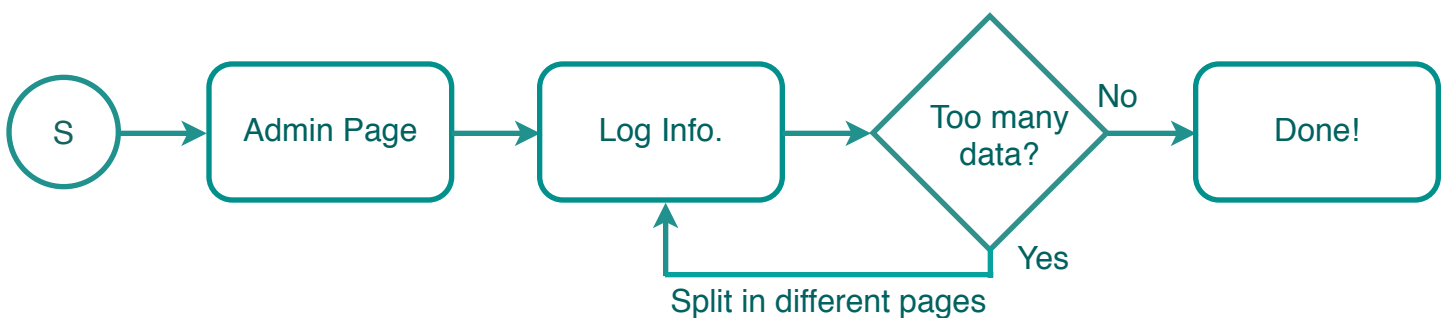 S
Admin Page
Log Info.
Too many
data?
No
Done!
Yes
Split in different pages